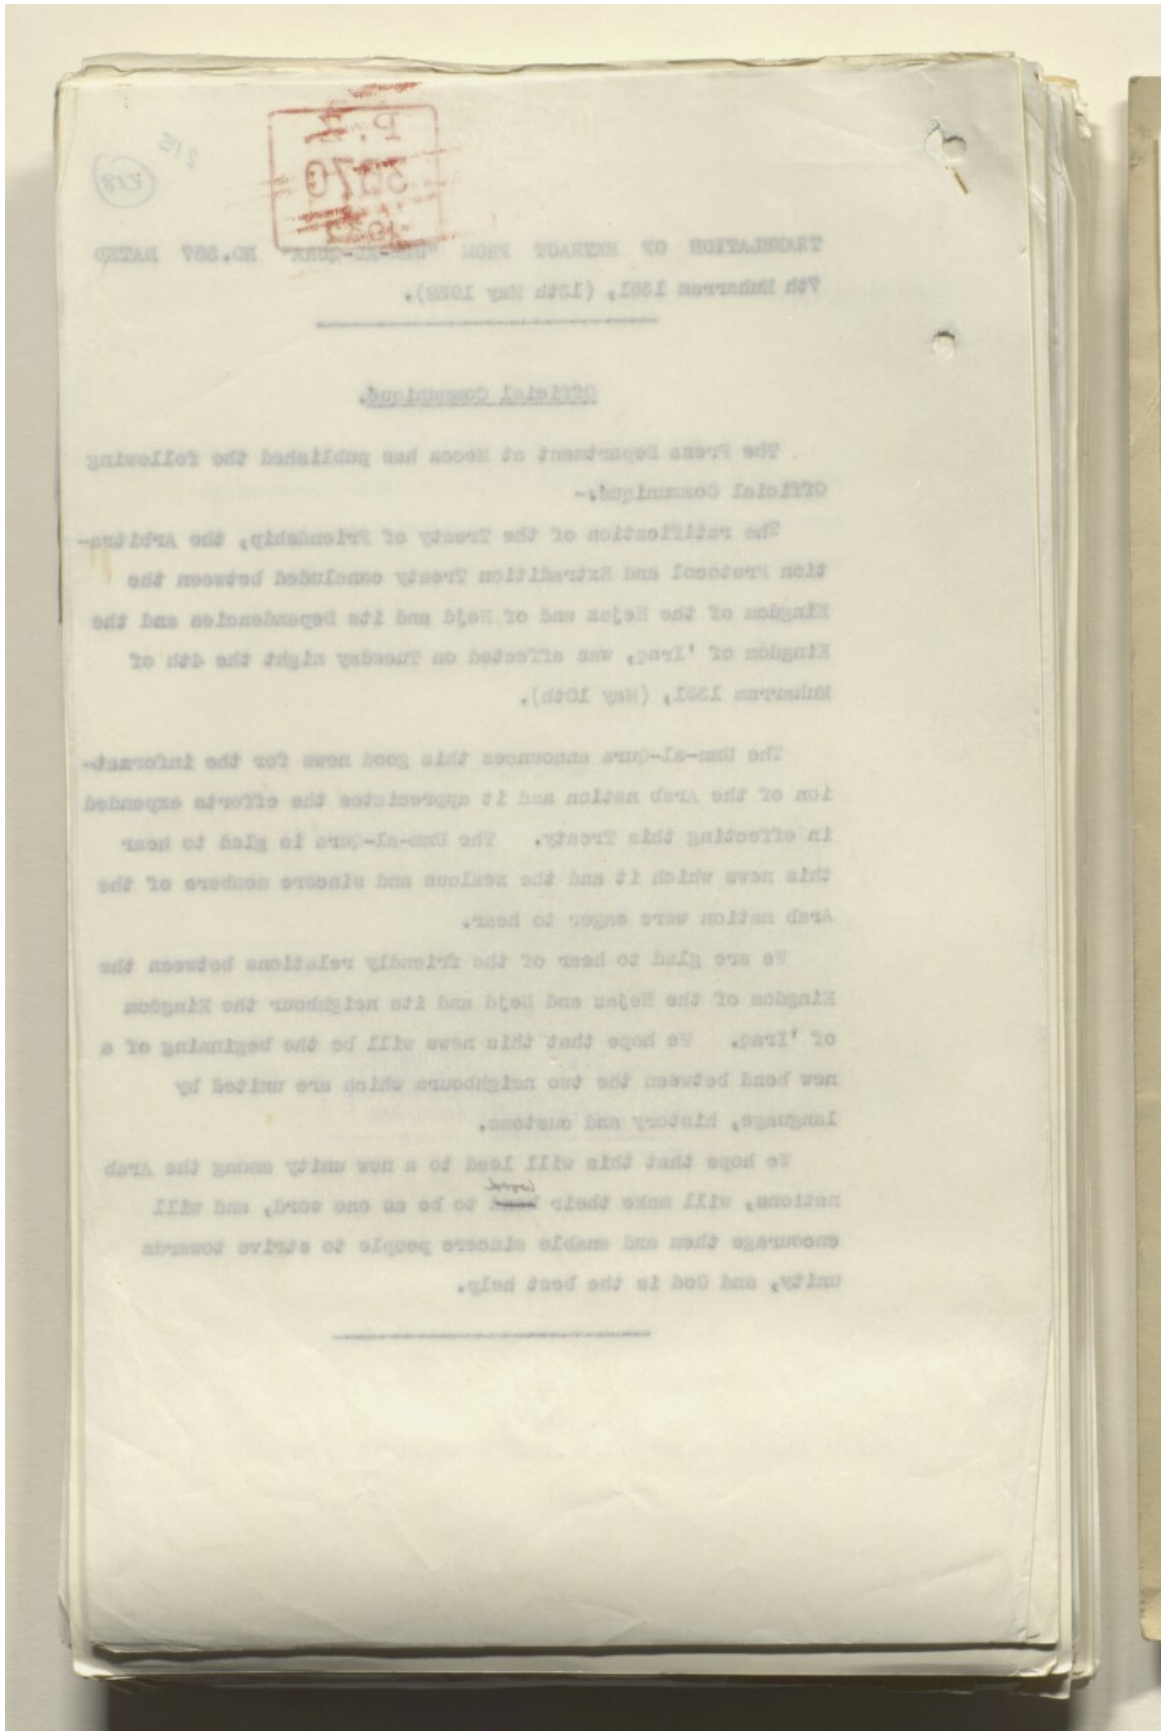 P.Z.
3070
1932
215
TRANSLATION OF EXTRACT FROM "UMM-AL-QURA" NO.387 DATED
7th Muharram 1351, (13th May 1932).
Official Communiqué.
The Press Department at Mecca has published the following
Official Communiqué:-
The ratification of the Treaty of Friendship, the Arbitra-
tion Protocol and Extradition Treaty concluded between the
Kingdom of the Hejaz and of Nejd and its Dependencies and the
Kingdom of 'Iraq, was effected on Tuesday night the 4th of
Muharram 1351, (May 10th).
The Umm-al-Qura announces this good news for the informat-
ion of the Arab nation and it appreciates the efforts expended
in effecting this Treaty. The Umm-al-Qura is glad to hear
this news which it and the zealous and sincere members of the
Arab nation were eager to hear.
We are glad to hear of the friendly relations between the
Kingdom of the Hejaz and Nejd and its neighbour the Kingdom
of 'Iraq. We hope that this news will be the beginning of a
new bond between the two neighbours which are united by
language, history and customs.
We hope that this will lead to a new unity among the Arab
word
nations, will make their to be as one word, and will
encourage them and enable sincere people to strive towards
unity, and God is the best help.